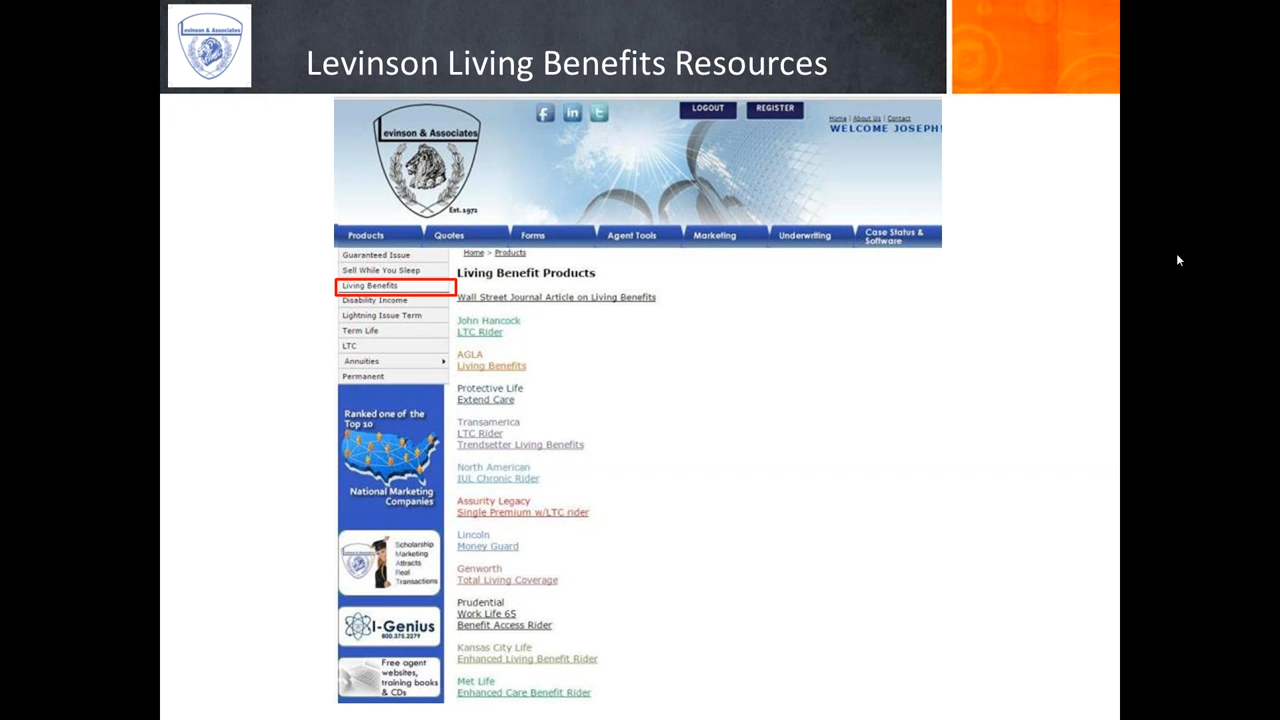 Levinson & Associates
Levinson Living Benefits Resources
Levinson & Associates
Est. 1972
LOGOUT
REGISTER
Home | About Us | Contact
WELCOME JOSEPH!
Products
Quotes
Forms
Agent Tools
Marketing
Underwriting
Case Status &
Software
Guaranteed Issue
Sell While You Sleep
Living Benefits
Disability Income
Lightning Issue Term
Term Life
LTC
Annuities
Permanent
Ranked one of the
Top 10
National Marketing
Companies
Scholarship
Marketing
Attracts
Real
Transactions
I-Genius
800.375.2279
Free agent
websites,
training books
& CDs
Home > Products
Living Benefit Products
Wall Street Journal Article on Living Benefits
John Hancock
LTC Rider
AGLA
Living Benefits
Protective Life
Extend Care
Transamerica
LTC Rider
Trendsetter Living Benefits
North American
IUL Chronic Rider
Assurity Legacy
Single Premium w/LTC rider
Lincoln
Money Guard
Genworth
Total Living Coverage
Prudential
Work Life 65
Benefit Access Rider
Kansas City Life
Enhanced Living Benefit Rider
Met Life
Enhanced Care Benefit Rider